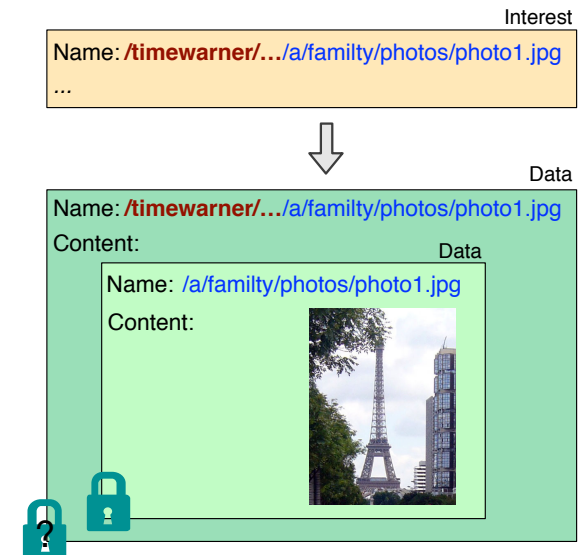 Interest
Name: /timewarner/…/a/familty/photos/photo1.jpg
...
Data
Name: /timewarner/…/a/familty/photos/photo1.jpg
Content:
Data
Name: /a/familty/photos/photo1.jpg
Content:
?